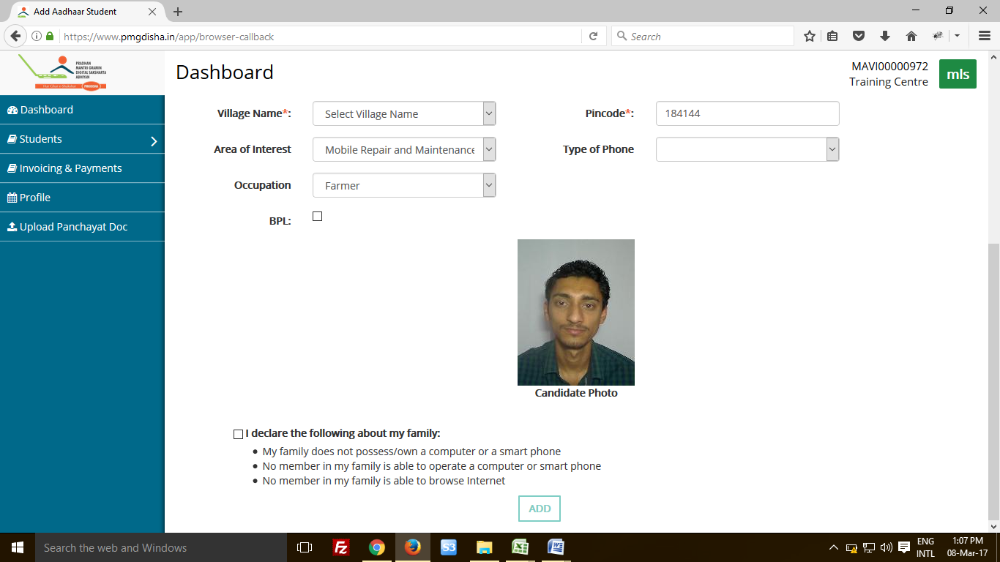 Add Aadhaar Student
https://www.pmgdisha.in/app/browser-callback
Search
PRADHAN
MANTRI GRAMIN
DIGITAL SAKSHARTA
ABHIYAN
PMGDISHA
Dashboard
MAVI00000972
Training Centre
mls
Dashboard
Students
Invoicing & Payments
Profile
Upload Panchayat Doc
Village Name*:
Select Village Name
Pincode*:
184144
Area of Interest
Mobile Repair and Maintenance
Type of Phone
Occupation
Farmer
BPL:
Candidate Photo
I declare the following about my family:
My family does not possess/own a computer or a smart phone
No member in my family is able to operate a computer or smart phone
No member in my family is able to browse Internet
ADD
Search the web and Windows
Fz
S3
ENG
INTL
1:07 PM
08-Mar-17